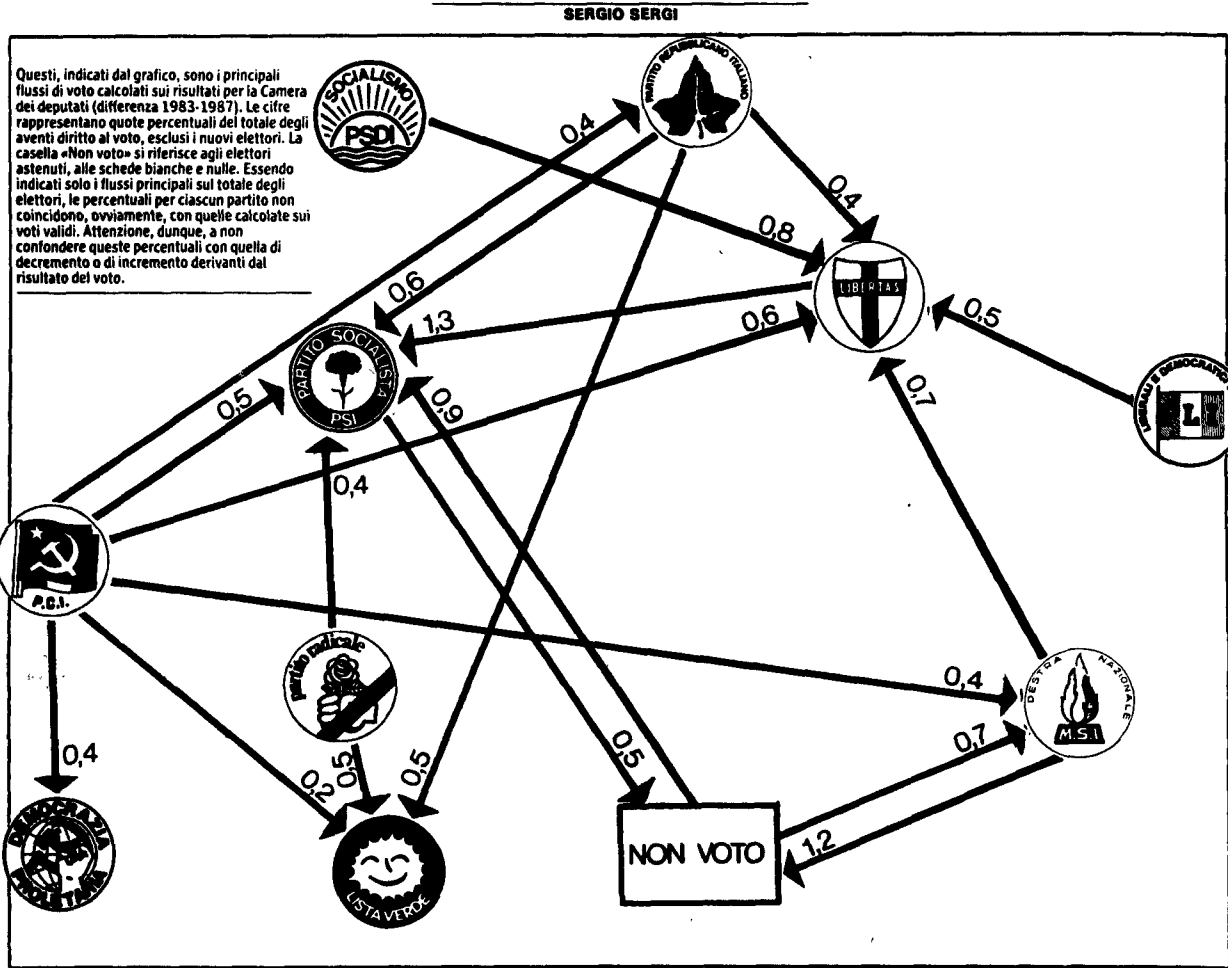 SERGIO SERGI
Questi, indicati dal grafico, sono i principali
flussi di voto calcolati sui risultati per la Camera
dei deputati (differenza 1983-1987). Le cifre
rappresentano quote percentuali del totale degli
aventi diritto al voto, esclusi i nuovi elettori. La
casella «Non voto» si riferisce agli elettori
astenuti, alle schede bianche e nulle. Essendo
indicati solo i flussi principali sul totale degli
elettori, le percentuali per ciascun partito non
coincidono, ovviamente, con quelle calcolate sui
voti validi. Attenzione, dunque, a non
confondere queste percentuali con quella di
decremento o di incremento derivanti dal
risultato del voto.
SOCIALISMO
PSDI
PARTITO REPUBBLICANO ITALIANO
0,4
0,4
0,8
0,6
LIBERTAS
1,3
0,6
0,5
PARTITO SOCIALISTA
PSI
0,5
0,9
0,7
LIBERALI E DEMOCRATICI
L I
0,4
P.C.I.
partito radicale
0,4
DESTRA NAZIONALE
M.S.I
0,4
0,2
0,5
0,5
0,5
0,7
DEMOCRAZIA
PROLETARIA
LISTA VERDE
NON VOTO
1,2